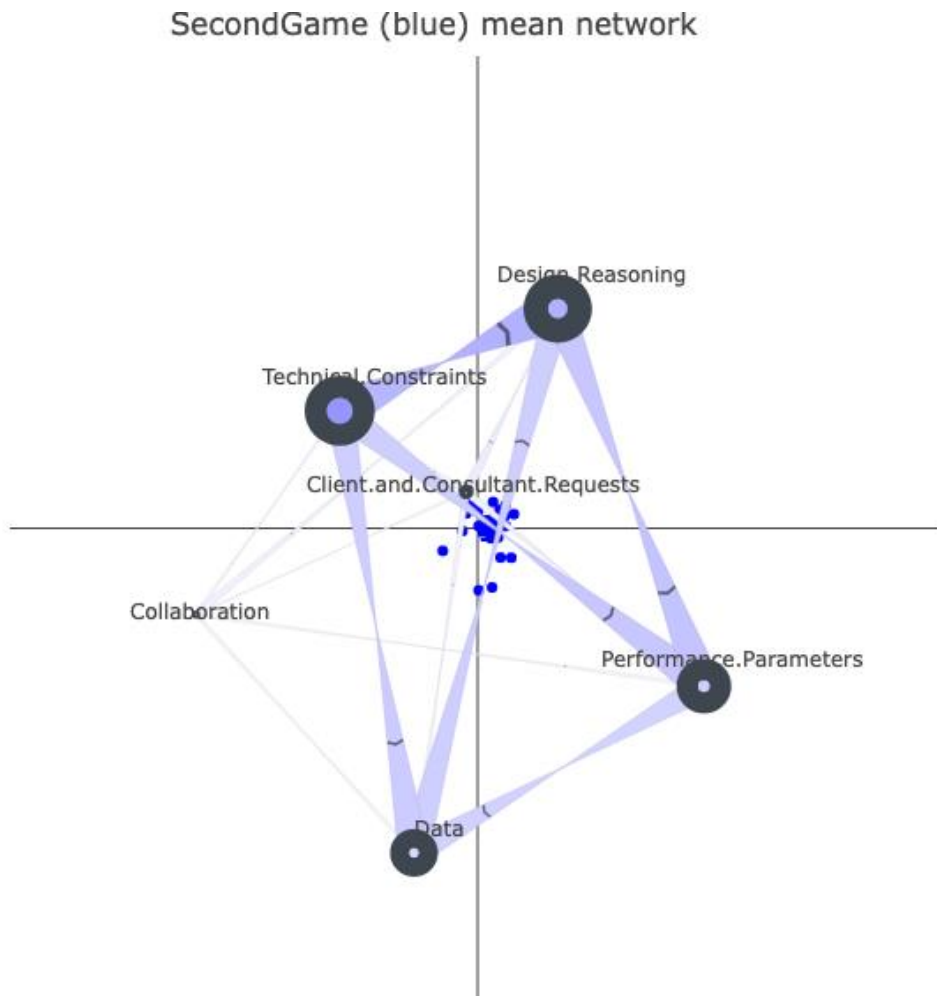 SecondGame (blue) mean network
Design.Reasoning
Technical.Constraints
Client.and.Consultant.Requests
Collaboration
Performance.Parameters
Data